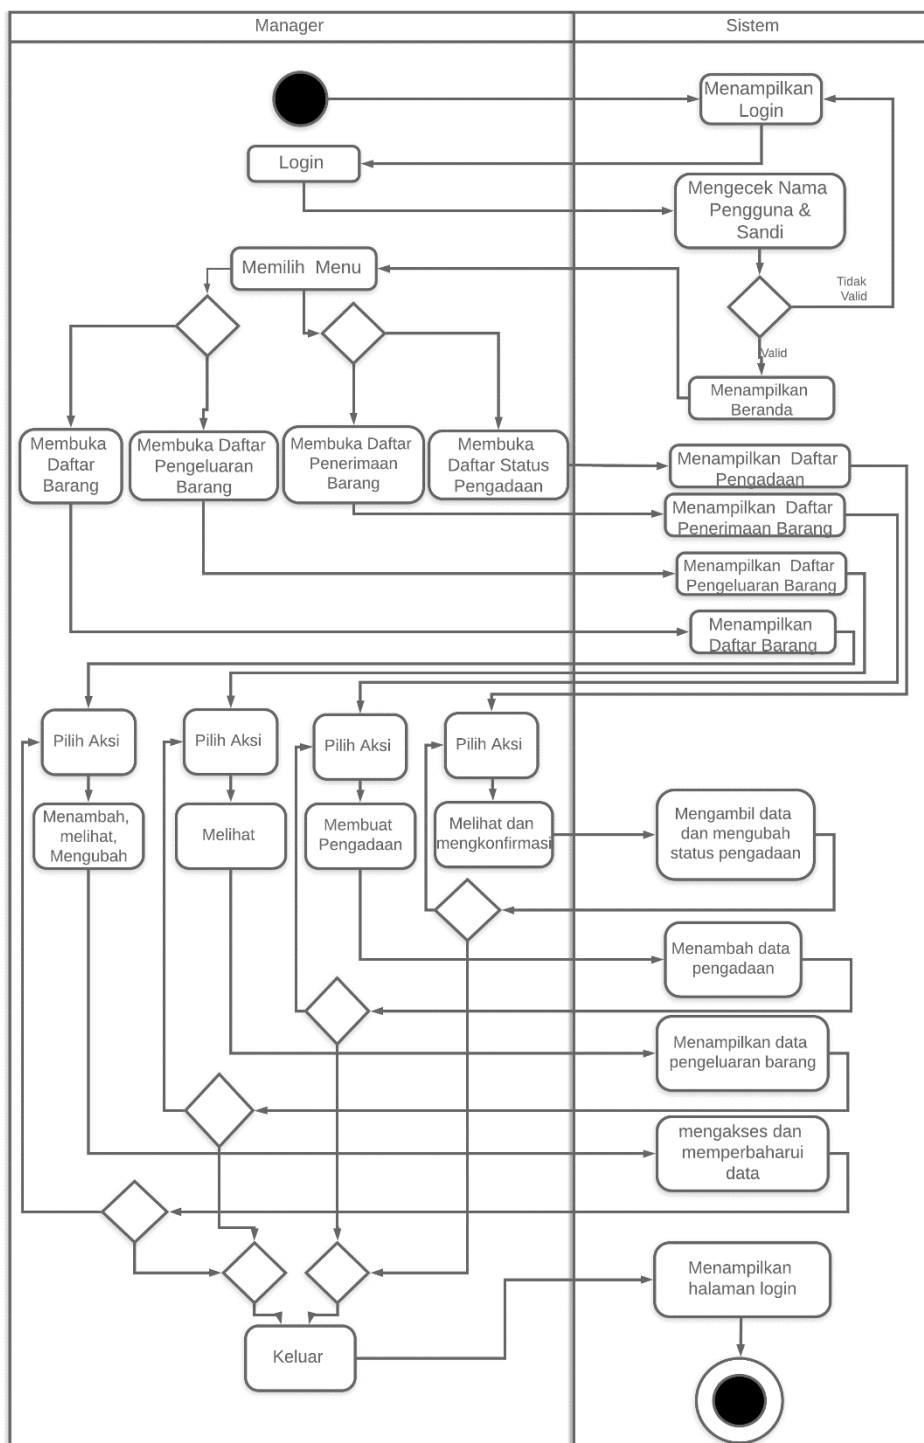 Manager
Sistem
Menampilkan
Login
Login
Mengecek Nama
Pengguna &
Sandi
Memilih Menu
Tidak
Valid
Valid
Menampilkan
Beranda
Membuka
Daftar
Barang
Membuka Daftar
Pengeluaran
Barang
Membuka Daftar
Penerimaan
Barang
Membuka
Daftar Status
Pengadaan
Menampilkan Daftar
Pengadaan
Menampilkan Daftar
Penerimaan Barang
Menampilkan Daftar
Pengeluaran Barang
Menampilkan
Daftar Barang
Pilih Aksi
Pilih Aksi
Pilih Aksi
Pilih Aksi
Menambah,
melihat,
Mengubah
Melihat
Membuat
Pengadaan
Melihat dan
mengkonfirmasi
Mengambil data
dan mengubah
status pengadaan
Menambah data
pengadaan
Menampilkan data
pengeluaran barang
mengakses dan
memperbaharui
data
Menampilkan
halaman login
Keluar